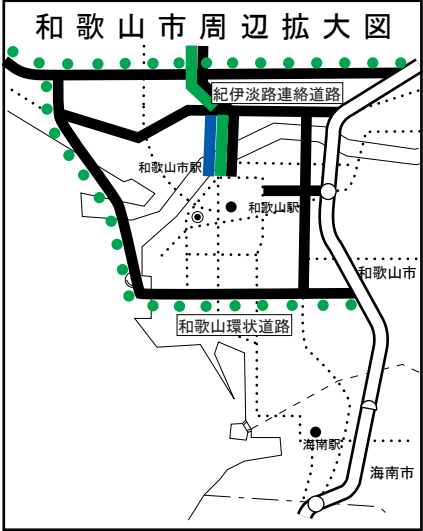 和歌山市周辺拡大図
紀伊淡路連絡道路
和歌山市駅
和歌山駅
和歌山市
和歌山環状道路
海南駅
海南市